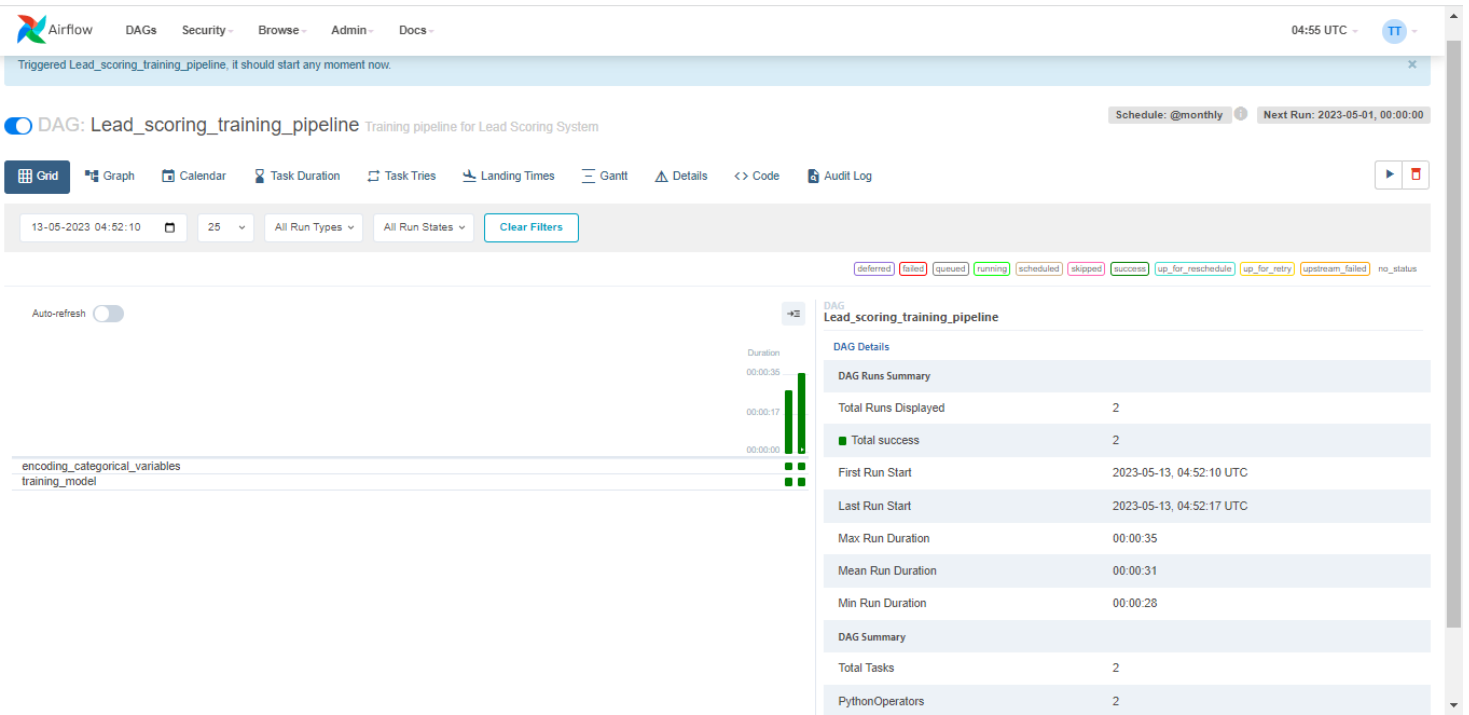 Airflow DAGs Security Browse Admin Docs 04:55 UTC TT
Triggered Lead_scoring_training_pipeline, it should start any moment now. ×
DAG: Lead_scoring_training_pipeline Training pipeline for Lead Scoring System Schedule: @monthly i Next Run: 2023-05-01, 00:00:00
Grid Graph Calendar Task Duration Task Tries Landing Times Gantt Details <> Code Audit Log
13-05-2023 04:52:10 25 All Run Types All Run States Clear Filters
deferred failed queued running scheduled skipped success up_for_reschedule up_for_retry upstream_failed no_status
Auto-refresh
Duration
00:00:35
00:00:17
00:00:00
encoding_categorical_variables
training_model
DAG
Lead_scoring_training_pipeline
DAG Details
DAG Runs Summary
Total Runs Displayed 2
Total success 2
First Run Start 2023-05-13, 04:52:10 UTC
Last Run Start 2023-05-13, 04:52:17 UTC
Max Run Duration 00:00:35
Mean Run Duration 00:00:31
Min Run Duration 00:00:28
DAG Summary
Total Tasks 2
PythonOperators 2